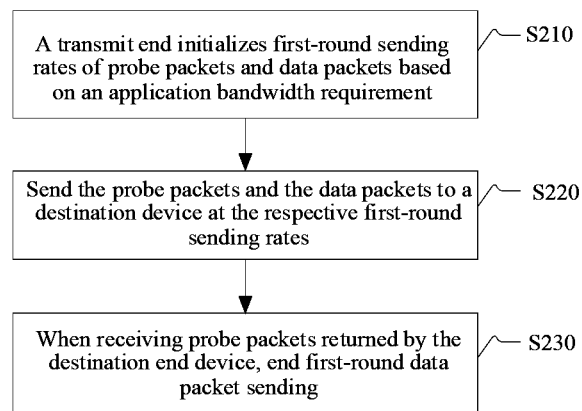 A transmit end initializes first-round sending
rates of probe packets and data packets based
on an application bandwidth requirement
S210
Send the probe packets and the data packets to a
destination device at the respective first-round
sending rates
S220
When receiving probe packets returned by the
destination end device, end first-round data
packet sending
S230